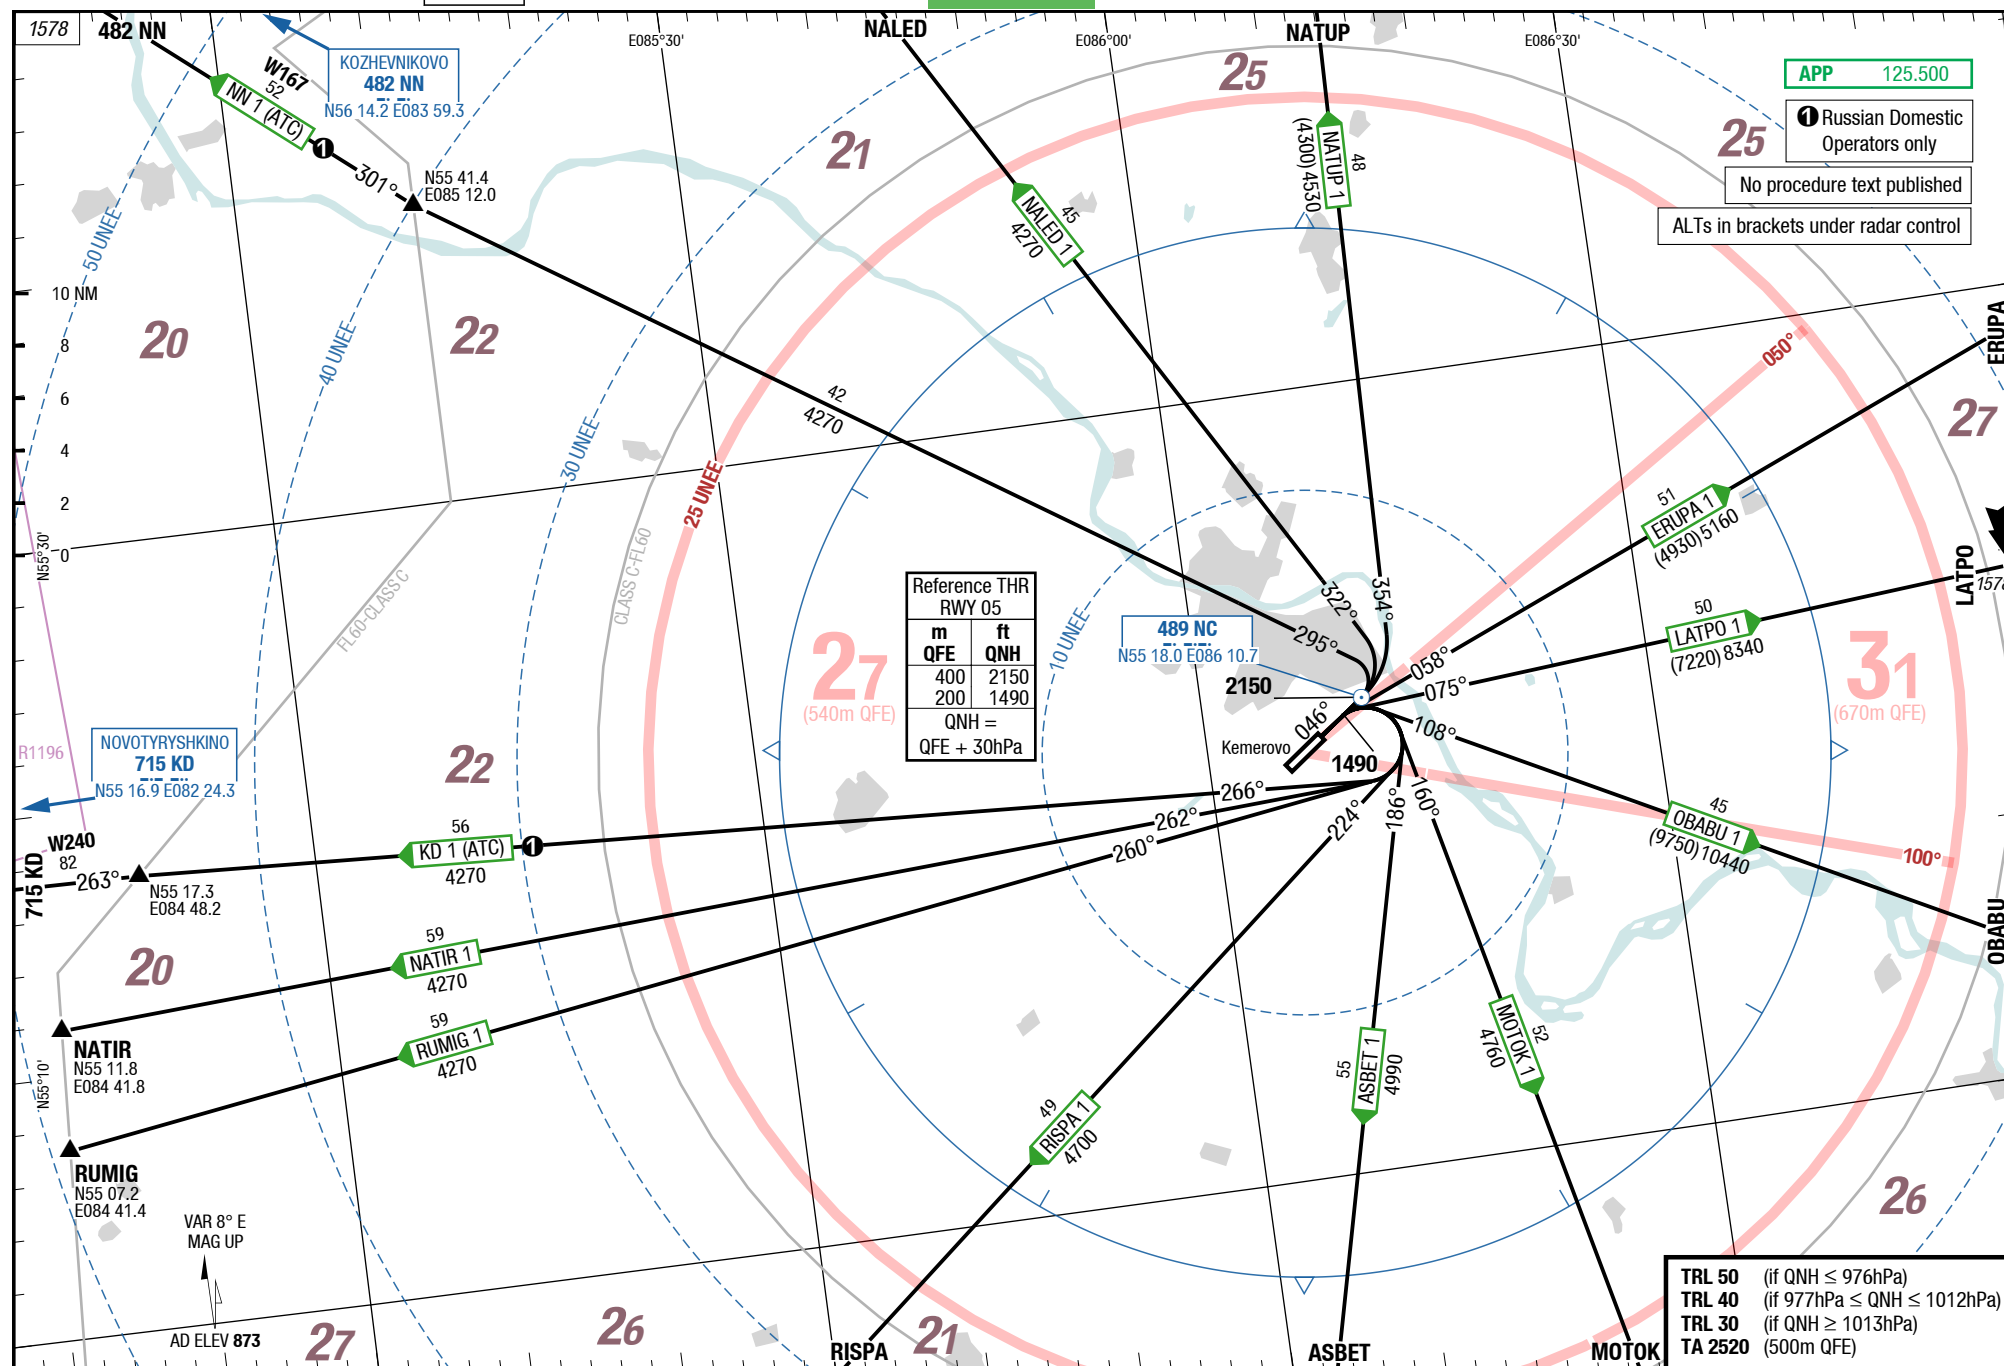 1578
482 NN
W167
52
NN 1 (ATC)
1
301°
KOZHEVNIKOVO
482 NN
N56 14.2 E083 59.3
N55 41.4
E085 12.0
E085°30'
NALED
E086°00'
NATUP
E086°30'
25
21
25
APP 125.500
1 Russian Domestic
Operators only
No procedure text published
ALTs in brackets under radar control
45
NALED 1
4270
48
NATUP 1
(4300) 4530
50 UNEE
40 UNEE
30 UNEE
25 UNEE
10 UNEE
10 NM
8
6
4
2
0
20
22
42
4270
050°
ERUPA
27
N55°30'
FL60-CLASS C
CLASS C-FL60
51
ERUPA 1
(4930) 5160
LATPO
1578
50
LATPO 1
(7220) 8340
Reference THR
RWY 05
m ft
QFE QNH
400 2150
200 1490
QNH =
QFE + 30hPa
27
(540m QFE)
31
(670m QFE)
489 NC
N55 18.0 E086 10.7
295°
322°
354°
058°
075°
108°
2150
046°
Kemerovo
1490
R1196
NOVOTYRYSHKINO
715 KD
N55 16.9 E082 24.3
22
266°
262°
260°
224°
186°
160°
W240
82
263°
715 KD
N55 17.3
E084 48.2
56
KD 1 (ATC)
1
4270
45
OBABU 1
(9750) 10440
100°
OBABU
20
59
NATIR 1
4270
59
RUMIG 1
4270
NATIR
N55 11.8
E084 41.8
N55°10'
RUMIG
N55 07.2
E084 41.4
49
RISPA 1
4700
55
ASBET 1
4990
52
MOTOK 1
4760
26
VAR 8° E
MAG UP
AD ELEV 873
27
26
21
RISPA
ASBET
MOTOK
TRL 50 (if QNH ≤ 976hPa)
TRL 40 (if 977hPa ≤ QNH ≤ 1012hPa)
TRL 30 (if QNH ≥ 1013hPa)
TA 2520 (500m QFE)